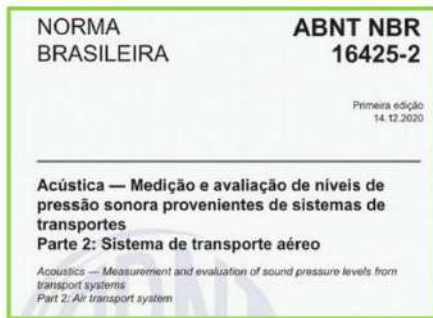 NORMA
BRASILEIRA
ABNT NBR
16425-2
Primeira edição
14.12.2020
Acústica — Medição e avaliação de níveis de
pressão sonora provenientes de sistemas de
transportes
Parte 2: Sistema de transporte aéreo
Acoustics — Measurement and evaluation of sound pressure levels from
transport systems
Part 2: Air transport system